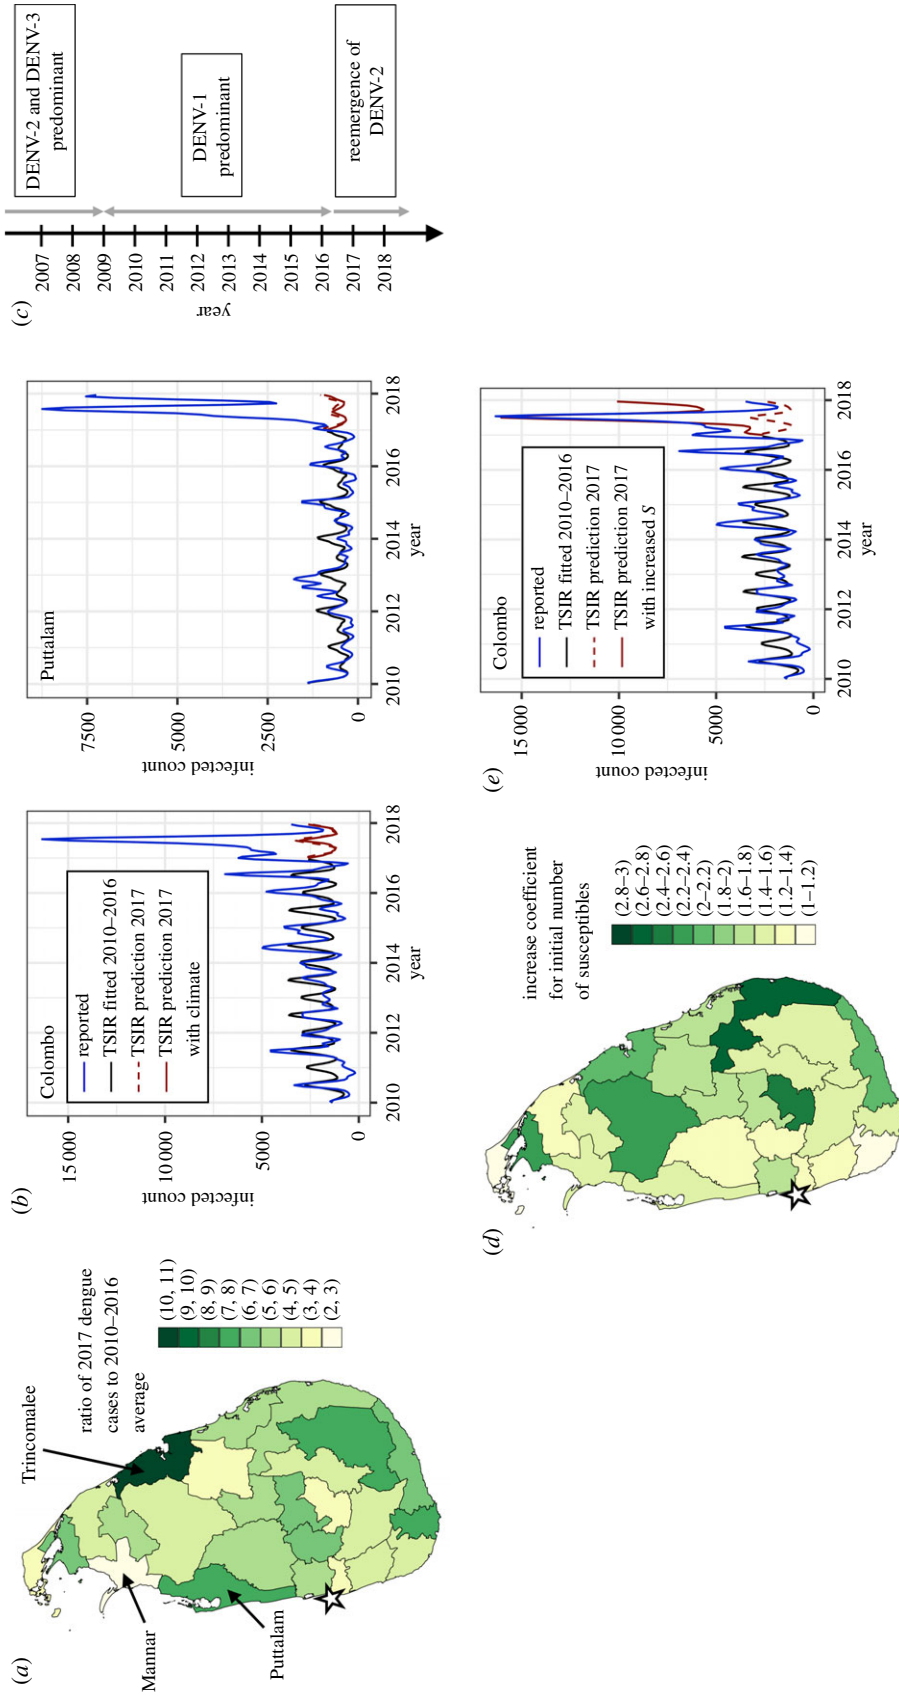 (a)
Trincomalee
Mannar
Puttalam
ratio of 2017 dengue
cases to 2010–2016
average
(10, 11)
(9, 10)
(8, 9)
(7, 8)
(6, 7)
(5, 6)
(4, 5)
(3, 4)
(2, 3)
(b)
Colombo
reported
TSIR fitted 2010–2016
TSIR prediction 2017
TSIR prediction 2017
with climate
infected count
15 000
10 000
5000
0
2010
2012
2014
2016
2018
year
Puttalam
infected count
7500
5000
2500
0
2010
2012
2014
2016
2018
year
(c)
DENV-2 and DENV-3
predominant
DENV-1
predominant
reemergence of
DENV-2
2007
2008
2009
2010
2011
2012
2013
2014
2015
2016
2017
2018
year
(d)
increase coefficient
for initial number
of susceptibles
(2.8–3)
(2.6–2.8)
(2.4–2.6)
(2.2–2.4)
(2–2.2)
(1.8–2)
(1.6–1.8)
(1.4–1.6)
(1.2–1.4)
(1–1.2)
(e)
Colombo
reported
TSIR fitted 2010–2016
TSIR prediction 2017
TSIR prediction 2017
with increased S
infected count
15 000
10 000
5000
0
2010
2012
2014
2016
2018
year